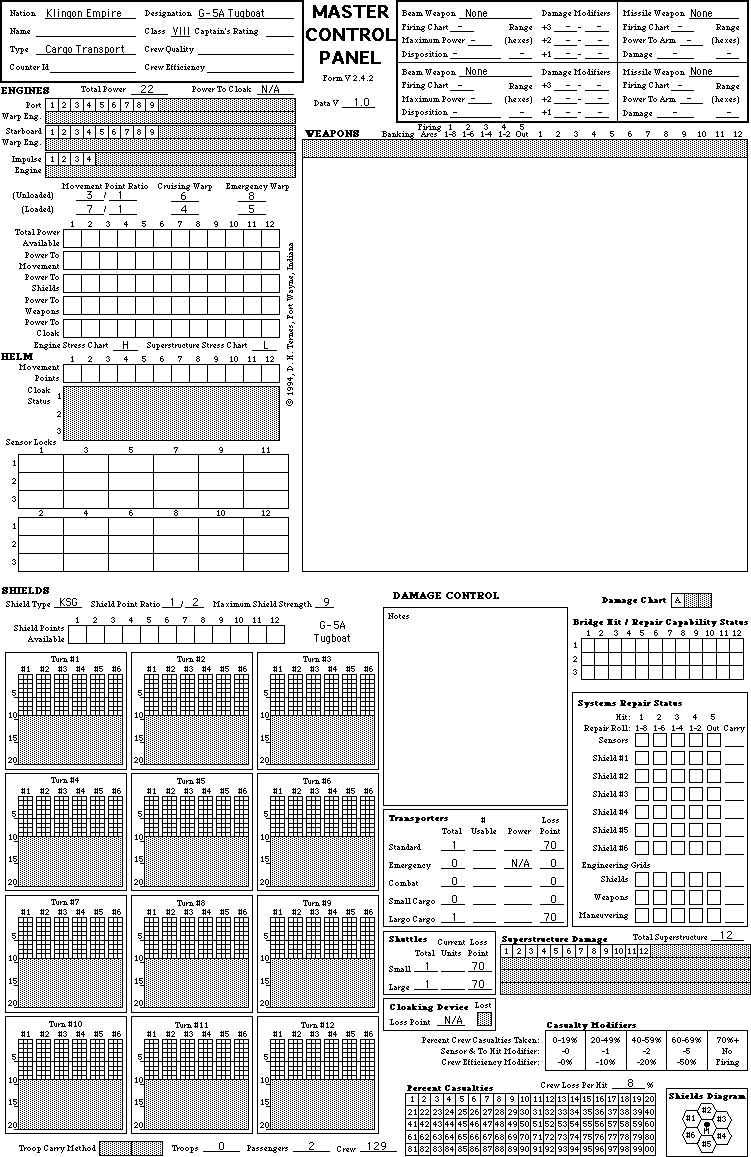 MASTER CONTROL PANEL
Form V 2.4.2
Data V 1.0
Nation Klingon Empire Designation G-5A Tugboat
Name Class VIII Captain's Rating
Type Cargo Transport Crew Quality
Counter Id Crew Efficiency
Beam Weapon None Damage Modifiers Missile Weapon None
Firing Chart - Range +3 - - - Firing Chart - Range
Maximum Power - (hexes) +2 - - - Power To Arm - (hexes)
Disposition - - +1 - - - Damage - -
Beam Weapon None Damage Modifiers Missile Weapon None
Firing Chart - Range +3 - - - Firing Chart - Range
Maximum Power - (hexes) +2 - - - Power To Arm - (hexes)
Disposition - - +1 - - - Damage - -
ENGINES Total Power 22 Power To Cloak N/A
Port Warp Eng. 1 2 3 4 5 6 7 8 9
Starboard Warp Eng. 1 2 3 4 5 6 7 8 9
Impulse Engine 1 2 3 4
Movement Point Ratio Cruising Warp Emergency Warp
(Unloaded) 3 / 1 6 8
(Loaded) 7 / 1 4 5
1 2 3 4 5 6 7 8 9 10 11 12
Total Power Available
Power To Movement
Power To Shields
Power To Weapons
Power To Cloak
Engine Stress Chart H Superstructure Stress Chart L
© 1994, D. H. Ternes, Fort Wayne, Indiana
WEAPONS Banking Firing Arcs 1 1-8 2 1-6 3 1-4 4 1-2 5 Out 1 2 3 4 5 6 7 8 9 10 11 12
HELM
1 2 3 4 5 6 7 8 9 10 11 12
Movement Points
Cloak Status 1 2 3
Sensor Locks
1 3 5 7 9 11
1
2
3
2 4 6 8 10 12
1
2
3
SHIELDS
Shield Type KSG Shield Point Ratio 1 / 2 Maximum Shield Strength 9
1 2 3 4 5 6 7 8 9 10 11 12
Shield Points Available
G-5A Tugboat
Turn #1 Turn #2 Turn #3
#1 #2 #3 #4 #5 #6 #1 #2 #3 #4 #5 #6 #1 #2 #3 #4 #5 #6
5 5 5
10 10 10
15 15 15
20 20 20
Turn #4 Turn #5 Turn #6
#1 #2 #3 #4 #5 #6 #1 #2 #3 #4 #5 #6 #1 #2 #3 #4 #5 #6
5 5 5
10 10 10
15 15 15
20 20 20
Turn #7 Turn #8 Turn #9
#1 #2 #3 #4 #5 #6 #1 #2 #3 #4 #5 #6 #1 #2 #3 #4 #5 #6
5 5 5
10 10 10
15 15 15
20 20 20
Turn #10 Turn #11 Turn #12
#1 #2 #3 #4 #5 #6 #1 #2 #3 #4 #5 #6 #1 #2 #3 #4 #5 #6
5 5 5
10 10 10
15 15 15
20 20 20
Troop Carry Method Troops 0 Passengers 2 Crew 129
DAMAGE CONTROL
Notes
Damage Chart A
Bridge Hit / Repair Capability Status
1 2 3 4 5 6 7 8 9 10 11 12
1
2
3
Systems Repair Status
Hit: 1 2 3 4 5
Repair Roll: 1-8 1-6 1-4 1-2 Out Carry
Sensors
Shield #1
Shield #2
Shield #3
Shield #4
Shield #5
Shield #6
Engineering Grids
Shields
Weapons
Maneuvering
Transporters # Loss
Total Usable Power Point
Standard 1 70
Emergency 0 N/A 0
Combat 0 0
Small Cargo 0 0
Large Cargo 1 70
Shuttles Current Loss
Total Units Point
Small 1 70
Large 1 70
Superstructure Damage Total Superstructure 12
1 2 3 4 5 6 7 8 9 10 11 12
Cloaking Device Lost
Loss Point N/A
Casualty Modifiers
Percent Crew Casualties Taken: 0-19% 20-49% 40-59% 60-69% 70%+
Sensor & To Hit Modifier: -0 -1 -2 -5 No
Crew Efficiency Modifier: -0% -10% -20% -50% Firing
Percent Casualties Crew Loss Per Hit 8 %
1 2 3 4 5 6 7 8 9 10 11 12 13 14 15 16 17 18 19 20
21 22 23 24 25 26 27 28 29 30 31 32 33 34 35 36 37 38 39 40
41 42 43 44 45 46 47 48 49 50 51 52 53 54 55 56 57 58 59 60
61 62 63 64 65 66 67 68 69 70 71 72 73 74 75 76 77 78 79 80
81 82 83 84 85 86 87 88 89 90 91 92 93 94 95 96 97 98 99 00
Shields Diagram
#2
#1 #3
#6 #4
#5